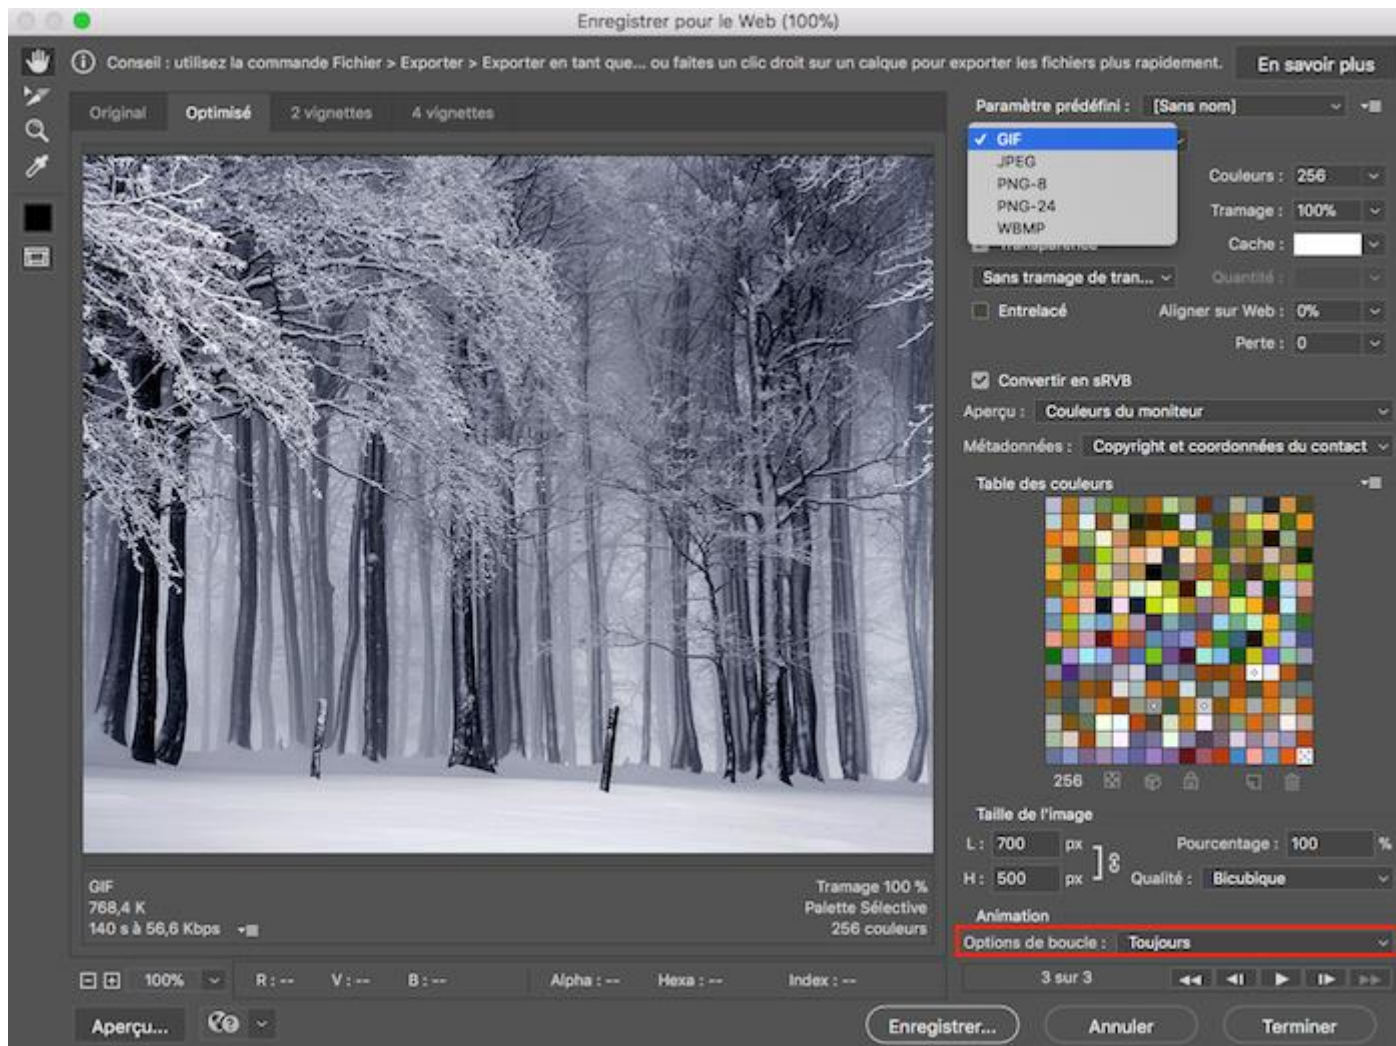 Enregistrer pour le Web (100%)
Conseil : utilisez la commande Fichier > Exporter > Exporter en tant que... ou faites un clic droit sur un calque pour exporter les fichiers plus rapidement.
En savoir plus
Original
Optimisé
2 vignettes
4 vignettes
Paramètre prédéfini : [Sans nom]
GIF
JPEG
PNG-8
PNG-24
WBMP
Couleurs : 256
Tramage : 100%
Transparence
Cache :
Sans tramage de tran...
Quantité :
Entrelacé
Aligner sur Web : 0%
Perte : 0
Convertir en sRVB
Aperçu : Couleurs du moniteur
Métadonnées : Copyright et coordonnées du contact
Table des couleurs
256
Taille de l'image
L : 700 px
Pourcentage : 100 %
H : 500 px
Qualité : Bicubique
Animation
Options de boucle : Toujours
3 sur 3
GIF
768,4 K
140 s à 56,6 Kbps
Tramage 100 %
Palette Sélective
256 couleurs
100%
R : --
V : --
B : --
Alpha : --
Hexa : --
Index : --
Aperçu...
Enregistrer...
Annuler
Terminer